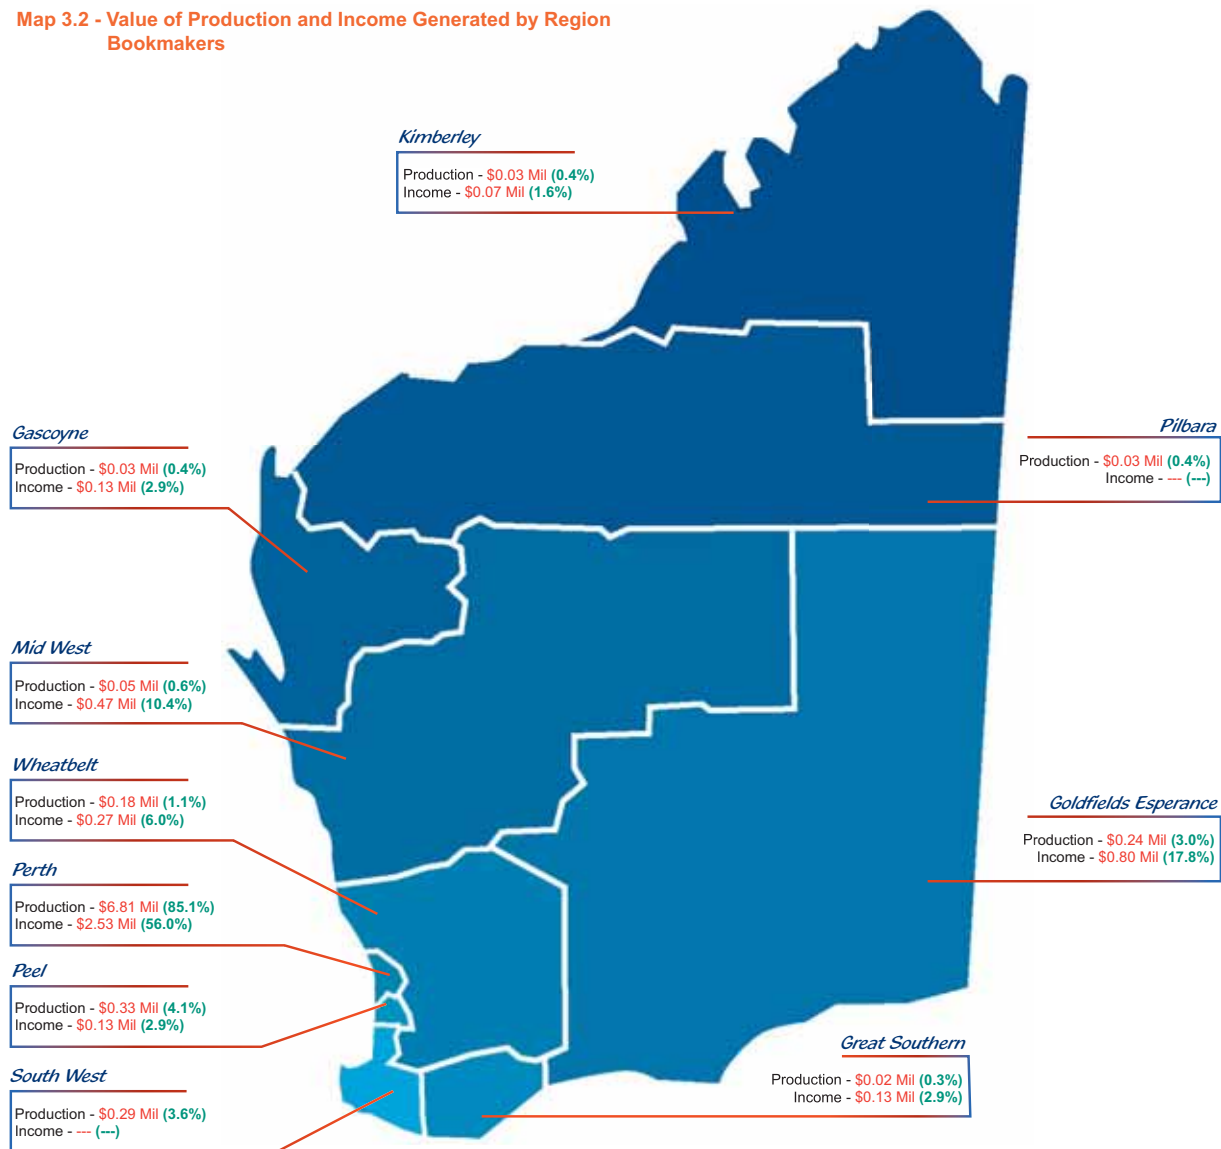 Map 3.2 - Value of Production and Income Generated by Region
Bookmakers
Kimberley
Production - $0.03 Mil (0.4%)
Income - $0.07 Mil (1.6%)
Gascoyne
Production - $0.03 Mil (0.4%)
Income - $0.13 Mil (2.9%)
Pilbara
Production - $0.03 Mil (0.4%)
Income - --- (---)
Mid West
Production - $0.05 Mil (0.6%)
Income - $0.47 Mil (10.4%)
Wheatbelt
Production - $0.18 Mil (1.1%)
Income - $0.27 Mil (6.0%)
Goldfields Esperance
Production - $0.24 Mil (3.0%)
Income - $0.80 Mil (17.8%)
Perth
Production - $6.81 Mil (85.1%)
Income - $2.53 Mil (56.0%)
Peel
Production - $0.33 Mil (4.1%)
Income - $0.13 Mil (2.9%)
Great Southern
Production - $0.02 Mil (0.3%)
Income - $0.13 Mil (2.9%)
South West
Production - $0.29 Mil (3.6%)
Income - --- (---)